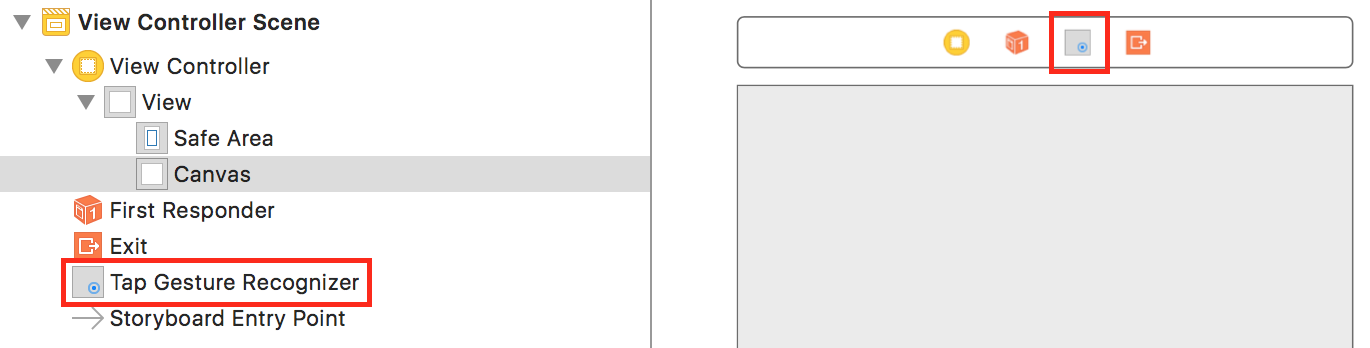 View Controller Scene
View Controller
View
Safe Area
Canvas
First Responder
Exit
Tap Gesture Recognizer
Storyboard Entry Point